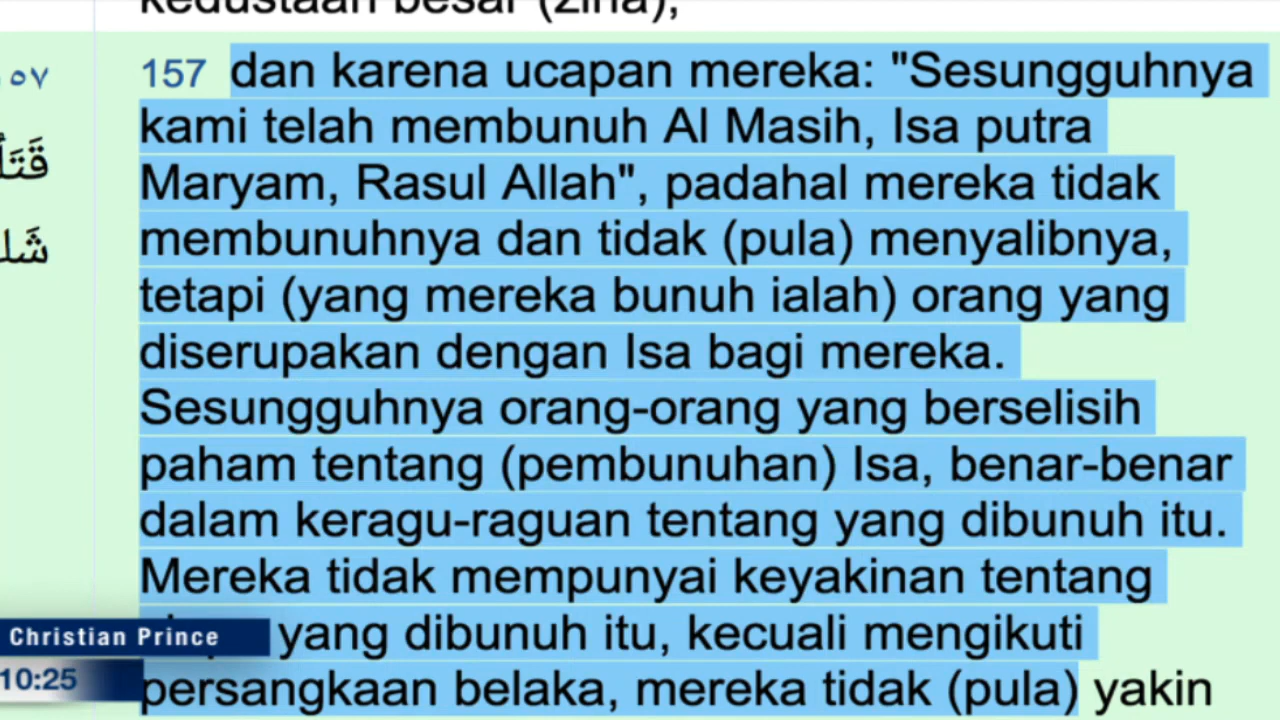 kedustaan besar (zina),
157 dan karena ucapan mereka: "Sesungguhnya
kami telah membunuh Al Masih, Isa putra
Maryam, Rasul Allah", padahal mereka tidak
membunuhnya dan tidak (pula) menyalibnya,
tetapi (yang mereka bunuh ialah) orang yang
diserupakan dengan Isa bagi mereka.
Sesungguhnya orang-orang yang berselisih
paham tentang (pembunuhan) Isa, benar-benar
dalam keragu-raguan tentang yang dibunuh itu.
Mereka tidak mempunyai keyakinan tentang
yang dibunuh itu, kecuali mengikuti
persangkaan belaka, mereka tidak (pula) yakin
Christian Prince
10:25